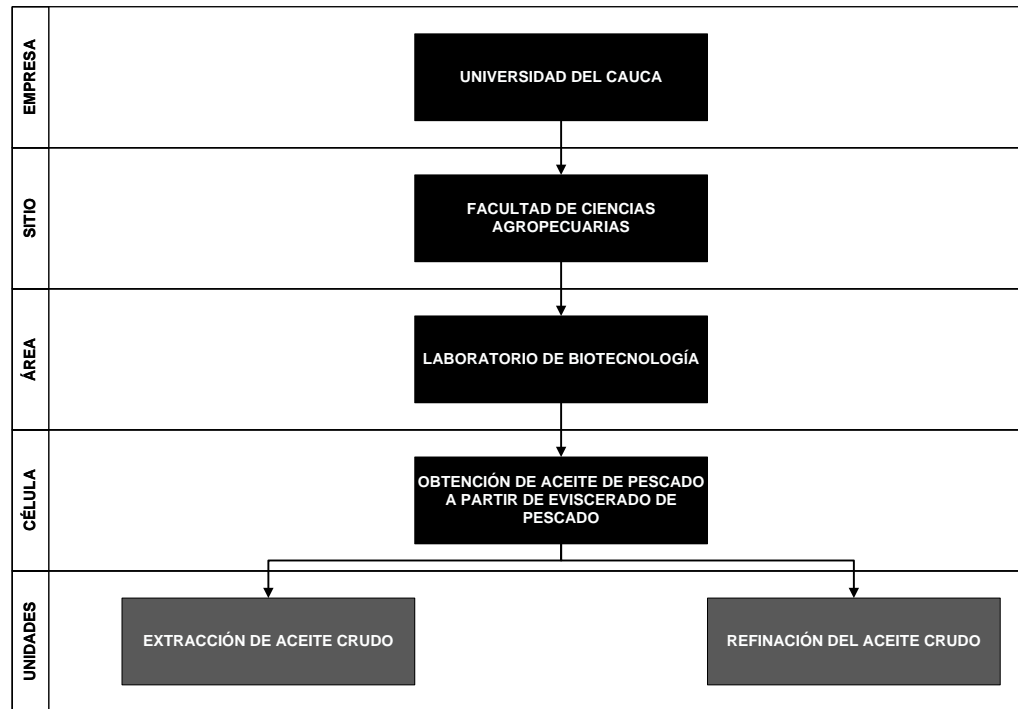 EMPRESA
UNIVERSIDAD DEL CAUCA
SITIO
FACULTAD DE CIENCIAS
AGROPECUARIAS
ÁREA
LABORATORIO DE BIOTECNOLOGÍA
CÉLULA
OBTENCIÓN DE ACEITE DE PESCADO
A PARTIR DE EVISCERADO DE
PESCADO
UNIDADES
EXTRACCIÓN DE ACEITE CRUDO
REFINACIÓN DEL ACEITE CRUDO